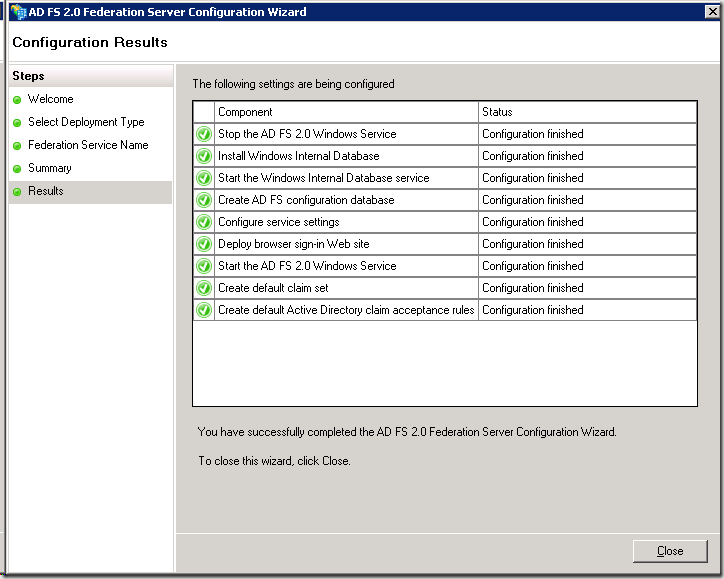 AD FS 2.0 Federation Server Configuration Wizard
Configuration Results
Steps
Welcome
Select Deployment Type
Federation Service Name
Summary
Results
The following settings are being configured
Component Status
Stop the AD FS 2.0 Windows Service Configuration finished
Install Windows Internal Database Configuration finished
Start the Windows Internal Database service Configuration finished
Create AD FS configuration database Configuration finished
Configure service settings Configuration finished
Deploy browser sign-in Web site Configuration finished
Start the AD FS 2.0 Windows Service Configuration finished
Create default claim set Configuration finished
Create default Active Directory claim acceptance rules Configuration finished
You have successfully completed the AD FS 2.0 Federation Server Configuration Wizard.
To close this wizard, click Close.
Close